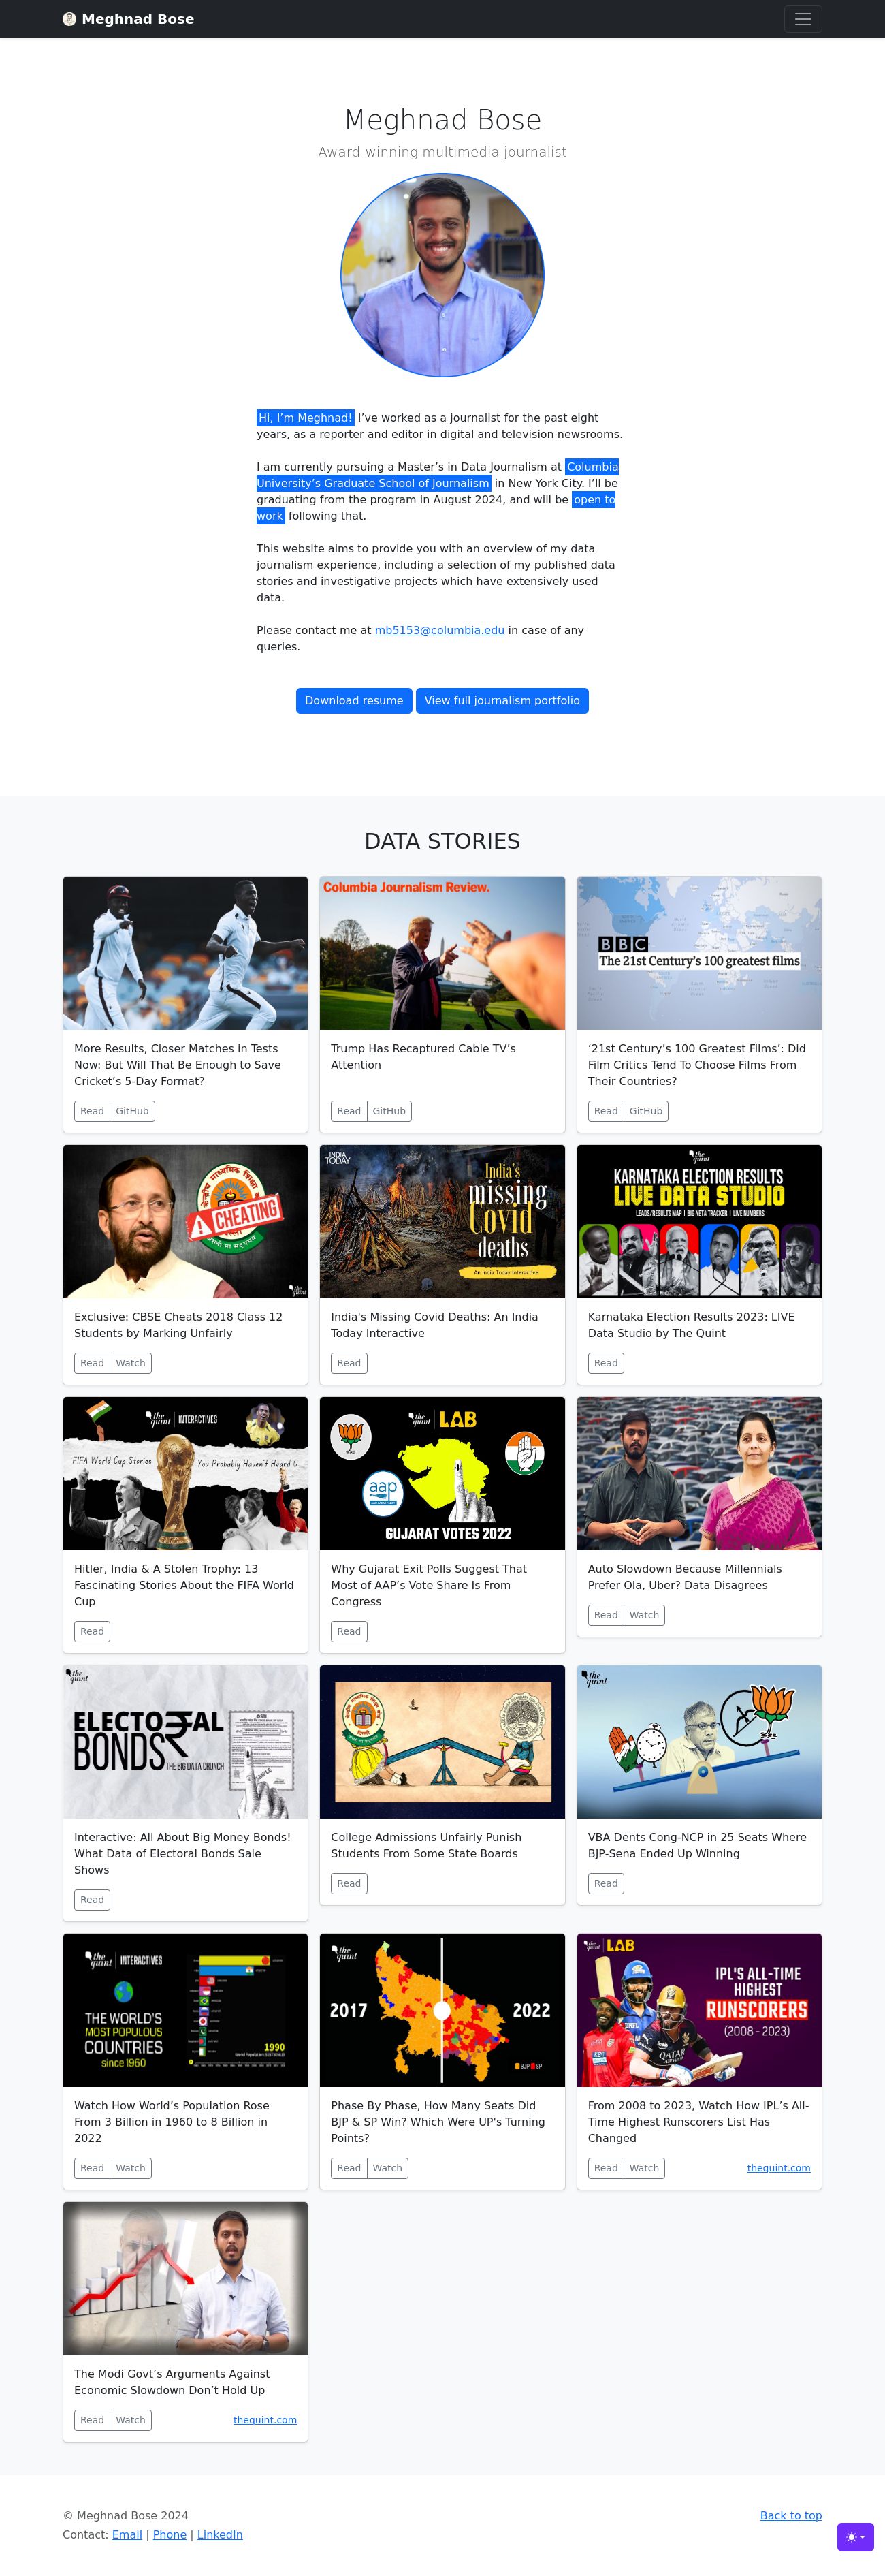 Meghnad Bose
Meghnad Bose
Award-winning multimedia journalist
Hi, I’m Meghnad! I’ve worked as a journalist for the past eight
years, as a reporter and editor in digital and television newsrooms.
I am currently pursuing a Master’s in Data Journalism at Columbia
University’s Graduate School of Journalism in New York City. I’ll be
graduating from the program in August 2024, and will be open to
work following that.
This website aims to provide you with an overview of my data
journalism experience, including a selection of my published data
stories and investigative projects which have extensively used
data.
Please contact me at mb5153@columbia.edu in case of any
queries.
Download resume View full journalism portfolio
DATA STORIES
More Results, Closer Matches in Tests
Now: But Will That Be Enough to Save
Cricket’s 5-Day Format?
Read GitHub
Columbia Journalism Review.
Trump Has Recaptured Cable TV’s
Attention
Read GitHub
BBC
The 21st Century’s 100 greatest films
‘21st Century’s 100 Greatest Films’: Did
Film Critics Tend To Choose Films From
Their Countries?
Read GitHub
CHEATING
the quint
Exclusive: CBSE Cheats 2018 Class 12
Students by Marking Unfairly
Read Watch
INDIA
TODAY
India's
missing
Covid
deaths
An India Today Interactive
India's Missing Covid Deaths: An India
Today Interactive
Read
the quint
KARNATAKA ELECTION RESULTS
LIVE DATA STUDIO
LEADS/RESULTS MAP | BIG NETA TRACKER | LIVE NUMBERS
Karnataka Election Results 2023: LIVE
Data Studio by The Quint
Read
the quint INTERACTIVES
FIFA World Cup Stories You Probably Haven't Heard O
Hitler, India & A Stolen Trophy: 13
Fascinating Stories About the FIFA World
Cup
Read
the quint LAB
aap
GUJARAT VOTES 2022
Why Gujarat Exit Polls Suggest That
Most of AAP’s Vote Share Is From
Congress
Read
Auto Slowdown Because Millennials
Prefer Ola, Uber? Data Disagrees
Read Watch
the quint
ELECTO₹AL
BONDS
THE BIG DATA CRUNCH
Interactive: All About Big Money Bonds!
What Data of Electoral Bonds Sale
Shows
Read
College Admissions Unfairly Punish
Students From Some State Boards
Read
the quint
VBA Dents Cong-NCP in 25 Seats Where
BJP-Sena Ended Up Winning
Read
the quint INTERACTIVES
THE WORLD'S
MOST POPULOUS
COUNTRIES
since 1960
1990
Watch How World’s Population Rose
From 3 Billion in 1960 to 8 Billion in
2022
Read Watch
the quint
2017 2022
BJP SP
Phase By Phase, How Many Seats Did
BJP & SP Win? Which Were UP's Turning
Points?
Read Watch
the quint LAB
IPL'S ALL-TIME
HIGHEST
RUNSCORERS
(2008 - 2023)
QATAR
From 2008 to 2023, Watch How IPL’s All-
Time Highest Runscorers List Has
Changed
Read Watch thequint.com
The Modi Govt’s Arguments Against
Economic Slowdown Don’t Hold Up
Read Watch thequint.com
© Meghnad Bose 2024
Back to top
Contact: Email | Phone | LinkedIn